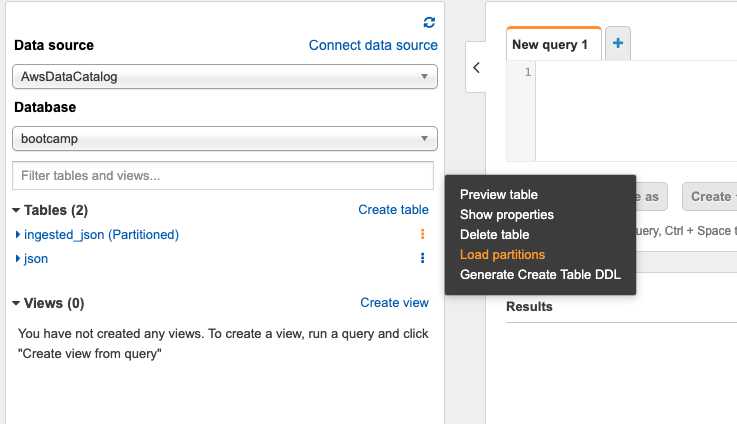 Data source
Connect data source
AwsDataCatalog
Database
bootcamp
Filter tables and views...
Tables (2)
Create table
ingested_json (Partitioned)
json
Views (0)
Create view
You have not created any views. To create a view, run a query and click
"Create view from query"
New query 1
+
1
Preview table
Show properties
Delete table
Load partitions
Generate Create Table DDL
as
Create
Ctrl + Space
Results